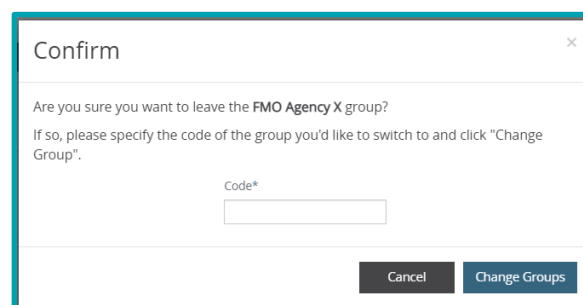 Confirm
×
Are you sure you want to leave the FMO Agency X group?
If so, please specify the code of the group you'd like to switch to and click "Change
Group".
Code*
Cancel Change Groups